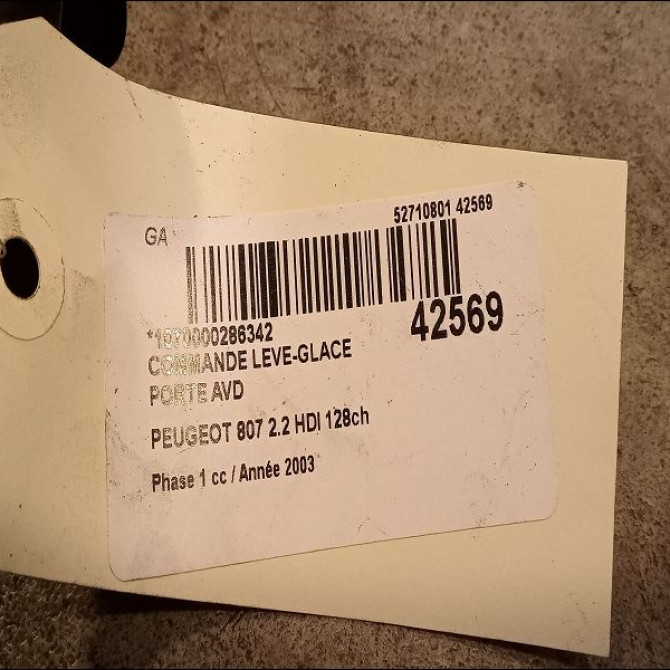 52710801 42569
GA
*1070000286342
42569
COMMANDE LEVE-GLACE
PORTE AVD
PEUGEOT 807 2.2 HDI 128ch
Phase 1 cc / Année 2003